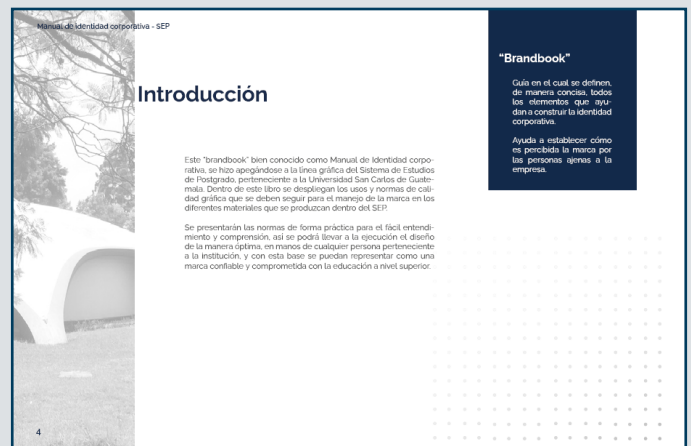 Manual de identidad corporativa - SEP
Introducción
Este "brandbook" bien conocido como Manual de Identidad corpo-
rativa, se hizo apegándose a la línea gráfica del Sistema de Estudios
de Postgrado, perteneciente a la Universidad San Carlos de Guate-
mala. Dentro de este libro se despliegan los usos y normas de cali-
dad gráfica que se deben seguir para el manejo de la marca en los
diferentes materiales que se produzcan dentro del SEP.
Se presentarán las normas de forma práctica para el fácil entendi-
miento y comprensión, así se podrá llevar a la ejecución el diseño
de la manera óptima, en manos de cualquier persona perteneciente
a la institución, y con esta base se puedan representar como una
marca confiable y comprometida con la educación a nivel superior.
“Brandbook”
Guía en el cual se definen,
de manera concisa, todos
los elementos que ayu-
dan a construir la identidad
corporativa.
Ayuda a establecer cómo
es percibida la marca por
las personas ajenas a la
empresa.
4